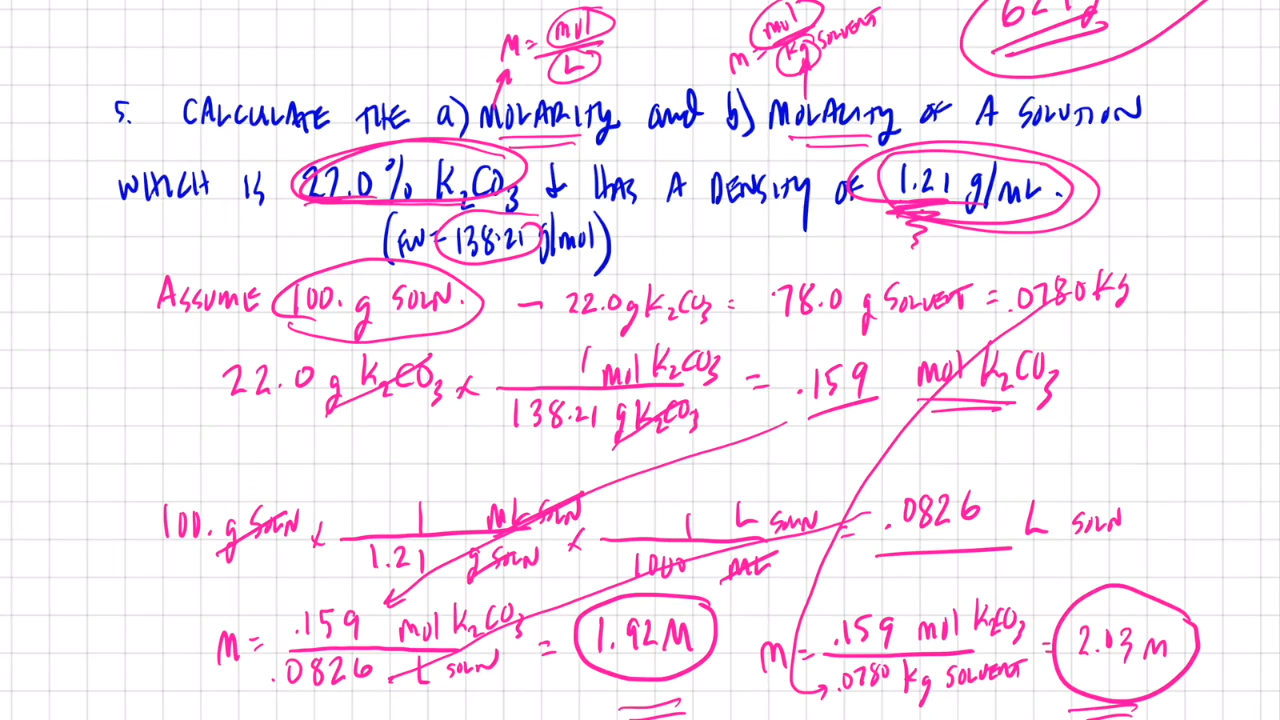 M = mol / L
m = mol / kg SOLVENT
5. CALCULATE THE a) MOLARITY and b) MOLALITY OF A SOLUTION
WHICH IS 22.0% K2CO3 & HAS A DENSITY OF 1.21 g/mL.
(FW = 138.21 g/mol)
ASSUME 100. g SOLN. - 22.0g K2CO3 = 78.0 g SOLVENT = .0780 Kg
22.0 g K2CO3 x 1 mol K2CO3 / 138.21 g K2CO3 = .159 mol K2CO3
100. g SOLN x 1 mL SOLN / 1.21 g SOLN x 1 L SOLN / 1000 mL = .0826 L SOLN
M = .159 mol K2CO3 / .0826 L SOLN = 1.92 M
m = .159 mol K2CO3 / .0780 kg SOLVENT = 2.03 m